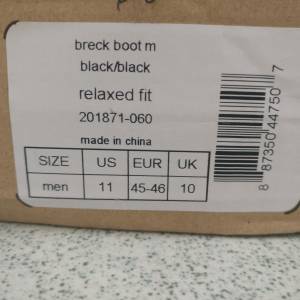 breck boot m
black/black
relaxed fit
201871-060
made in china
SIZE US EUR UK
men 11 45-46 10
8 87350 44750 7